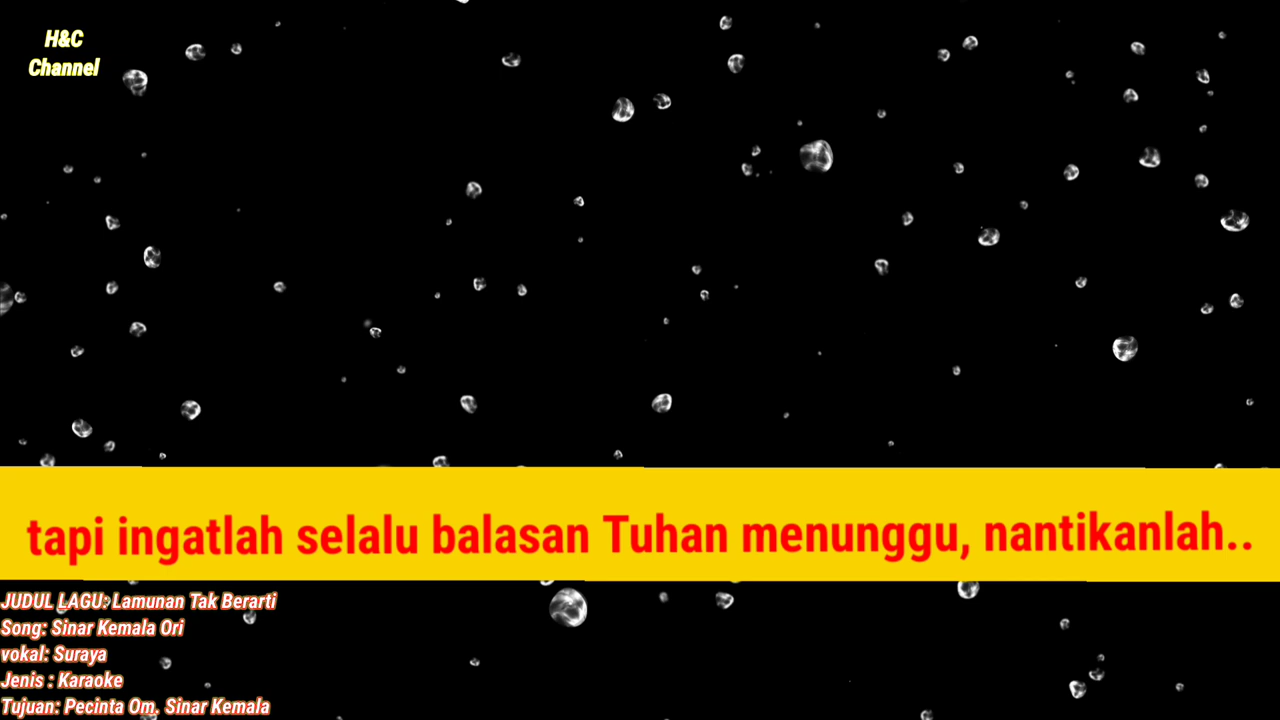 H&C
Channel
tapi ingatlah selalu balasan Tuhan menunggu, nantikanlah..
JUDUL LAGU: Lamunan Tak Berarti
Song: Sinar Kemala Ori
vokal: Suraya
Jenis : Karaoke
Tujuan: Pecinta Om. Sinar Kemala